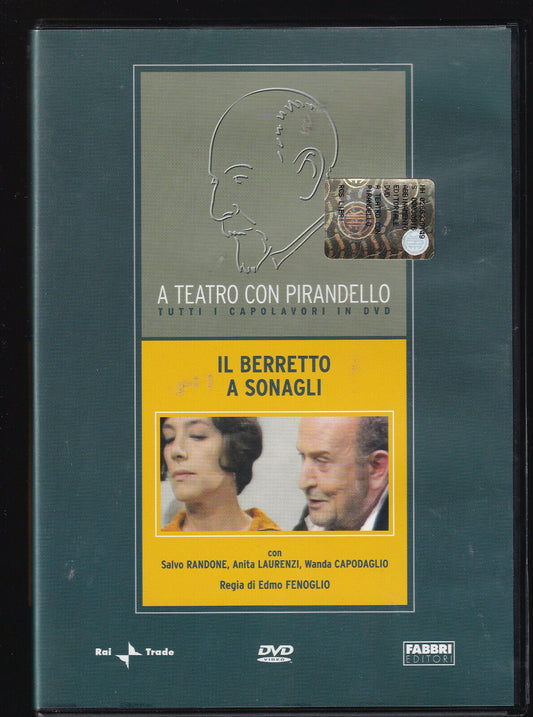 A TEATRO CON PIRANDELLO
TUTTI I CAPOLAVORI IN DVD
IL BERRETTO
A SONAGLI
con
Salvo RANDONE, Anita LAURENZI, Wanda CAPODAGLIO
Regia di Edmo FENOGLIO
Rai Trade
DVD
VIDEO
FABBRI
EDITORI